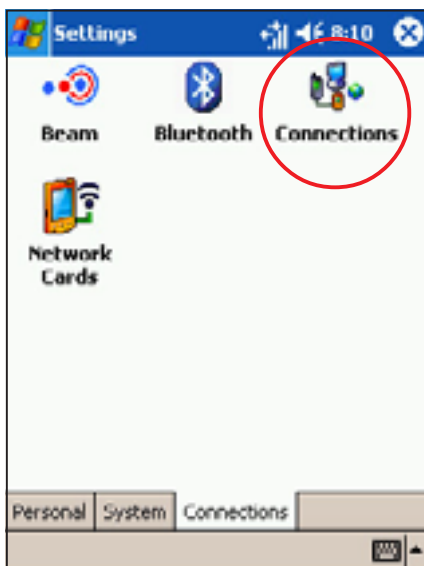 Settings 8:10
Beam Bluetooth Connections
Network
Cards
Personal System Connections